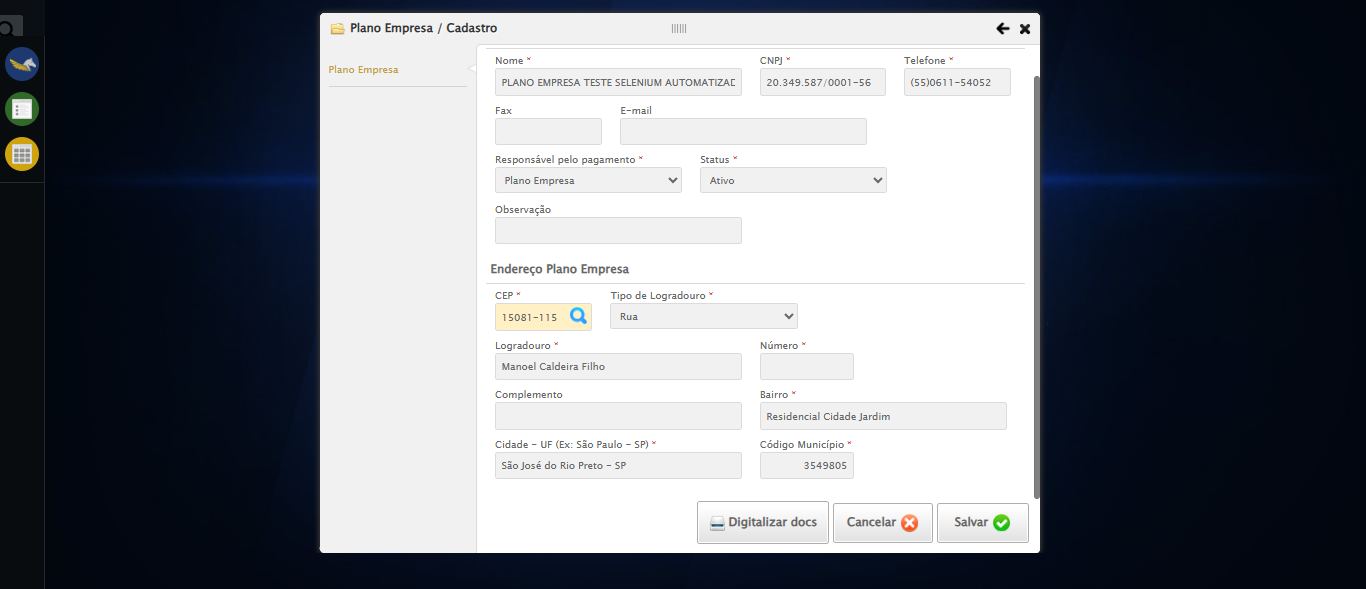 Plano Empresa / Cadastro
Plano Empresa
Nome * CNPJ * Telefone *
PLANO EMPRESA TESTE SELENIUM AUTOMATIZAD 20.349.587/0001-56 (55)0611-54052
Fax E-mail
Responsável pelo pagamento * Status *
Plano Empresa Ativo
Observação
Endereço Plano Empresa
CEP * Tipo de Logradouro *
15081-115 Rua
Logradouro * Número *
Manoel Caldeira Filho
Complemento Bairro *
Residencial Cidade Jardim
Cidade - UF (Ex: São Paulo - SP) * Código Município *
São José do Rio Preto - SP 3549805
Digitalizar docs Cancelar Salvar